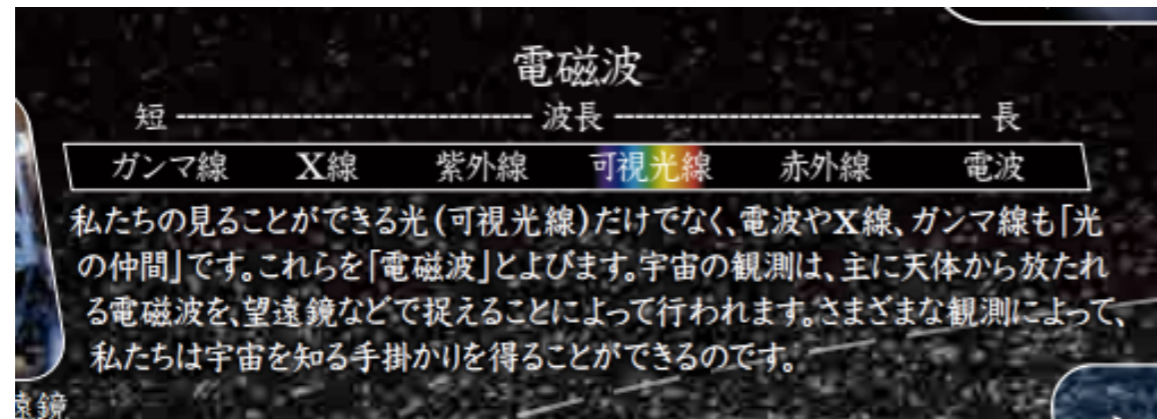 電磁波
短 ---------------------------------- 波長 ----------------------------------- 長
ガンマ線 X線 紫外線 可視光線 赤外線 電波
私たちの見ることができる光(可視光線)だけでなく、電波やX線、ガンマ線も「光
の仲間」です。これらを「電磁波」とよびます。宇宙の観測は、主に天体から放たれ
る電磁波を、望遠鏡などで捉えることによって行われます。さまざまな観測によって、
私たちは宇宙を知る手掛かりを得ることができるのです。
遠鏡